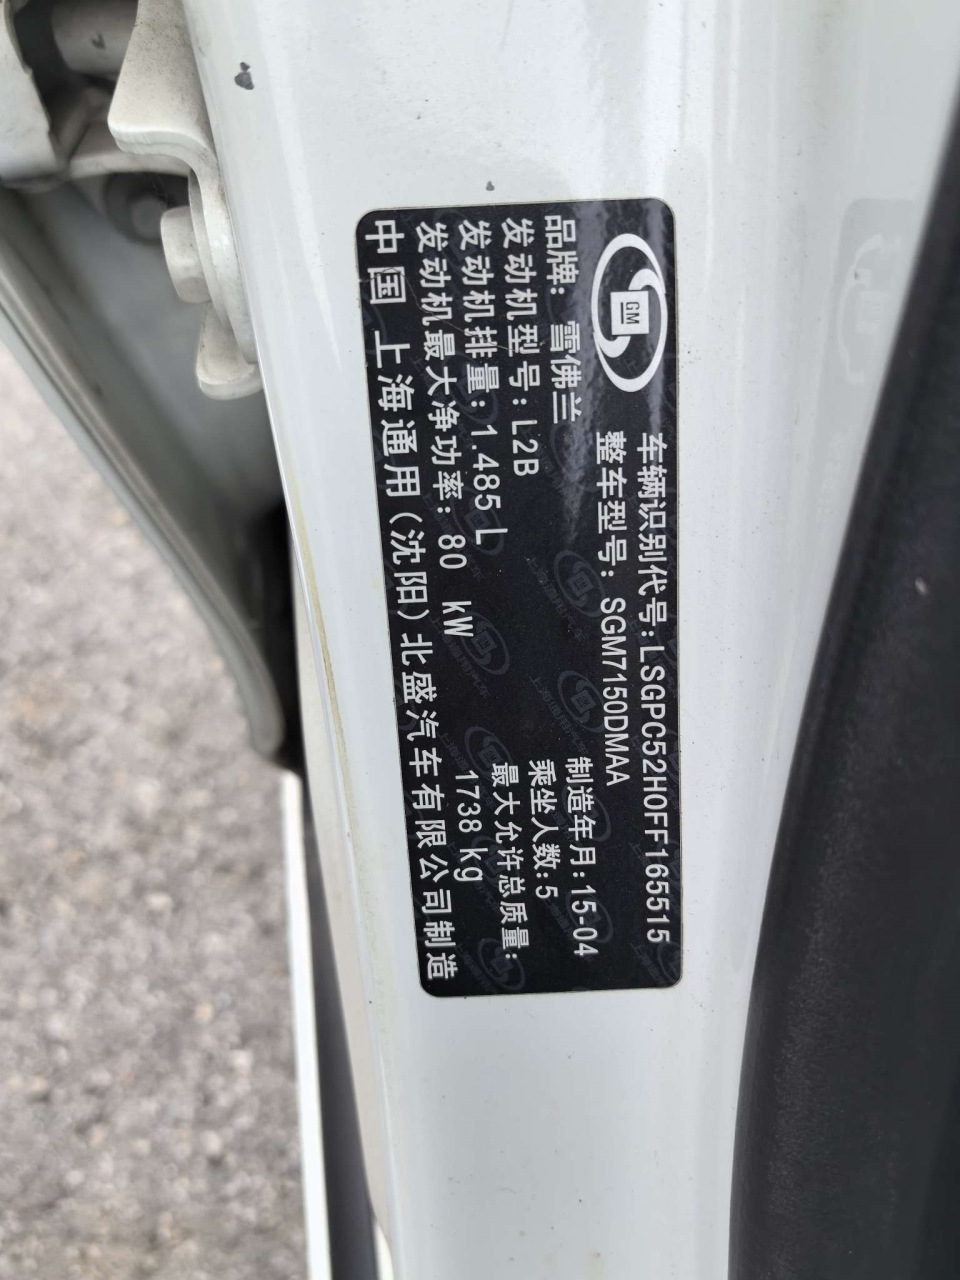 GM
车辆识别代号:LSGPC52H0FF165515
整车型号: SGM7150DMAA
品牌: 雪佛兰
制造年月:15-04
发动机型号:L2B
乘坐人数:5
发动机排量:1.485 L
最大允许总质量:
1738 kg
发动机最大净功率:80 kW
中国 上海通用(沈阳)北盛汽车有限公司制造